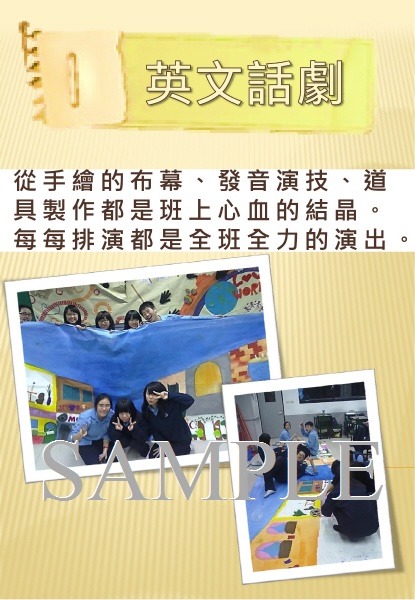 英文話劇
從手繪的布幕、發音演技、道
具製作都是班上心血的結晶。
每每排演都是全班全力的演出。
LOVE
WORLD
SAMPLE